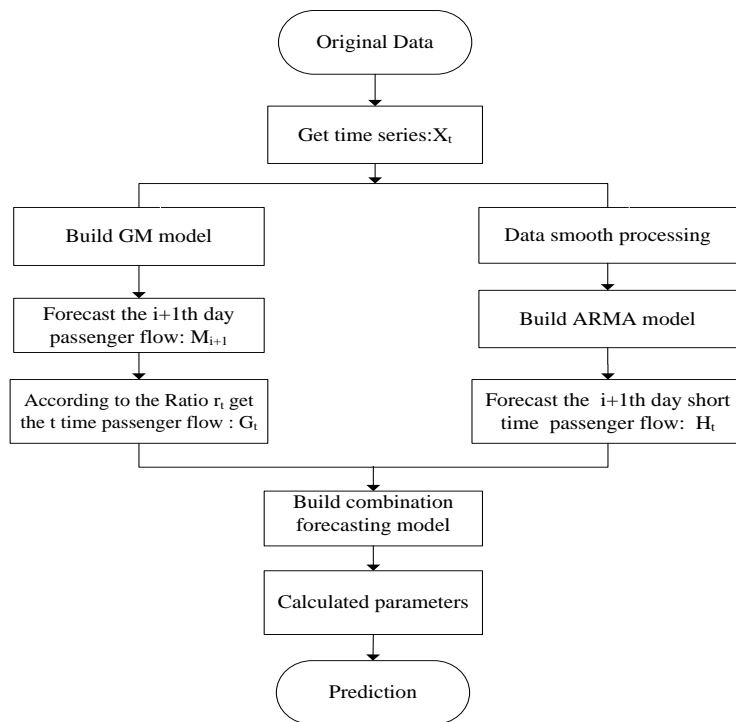 Original Data
Get time series:Xt
Build GM model
Forecast the i+1th day
passenger flow: Mi+1
According to the Ratio rt get
the t time passenger flow : Gt
Data smooth processing
Build ARMA model
Forecast the i+1th day short
time passenger flow: Ht
Build combination
forecasting model
Calculated parameters
Prediction